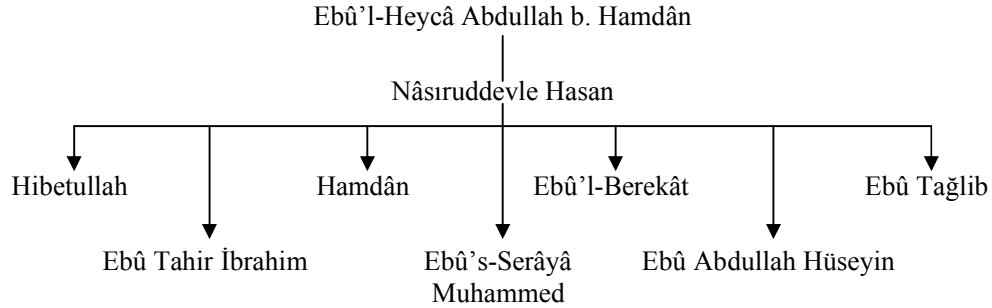 Ebû’l-Heycâ Abdullah b. Hamdân
Nâsıruddevle Hasan
Hibetullah
Hamdân
Ebû’l-Berekât
Ebû Tağlib
Ebû Tahir İbrahim
Ebû’s-Serâyâ
Muhammed
Ebû Abdullah Hüseyin